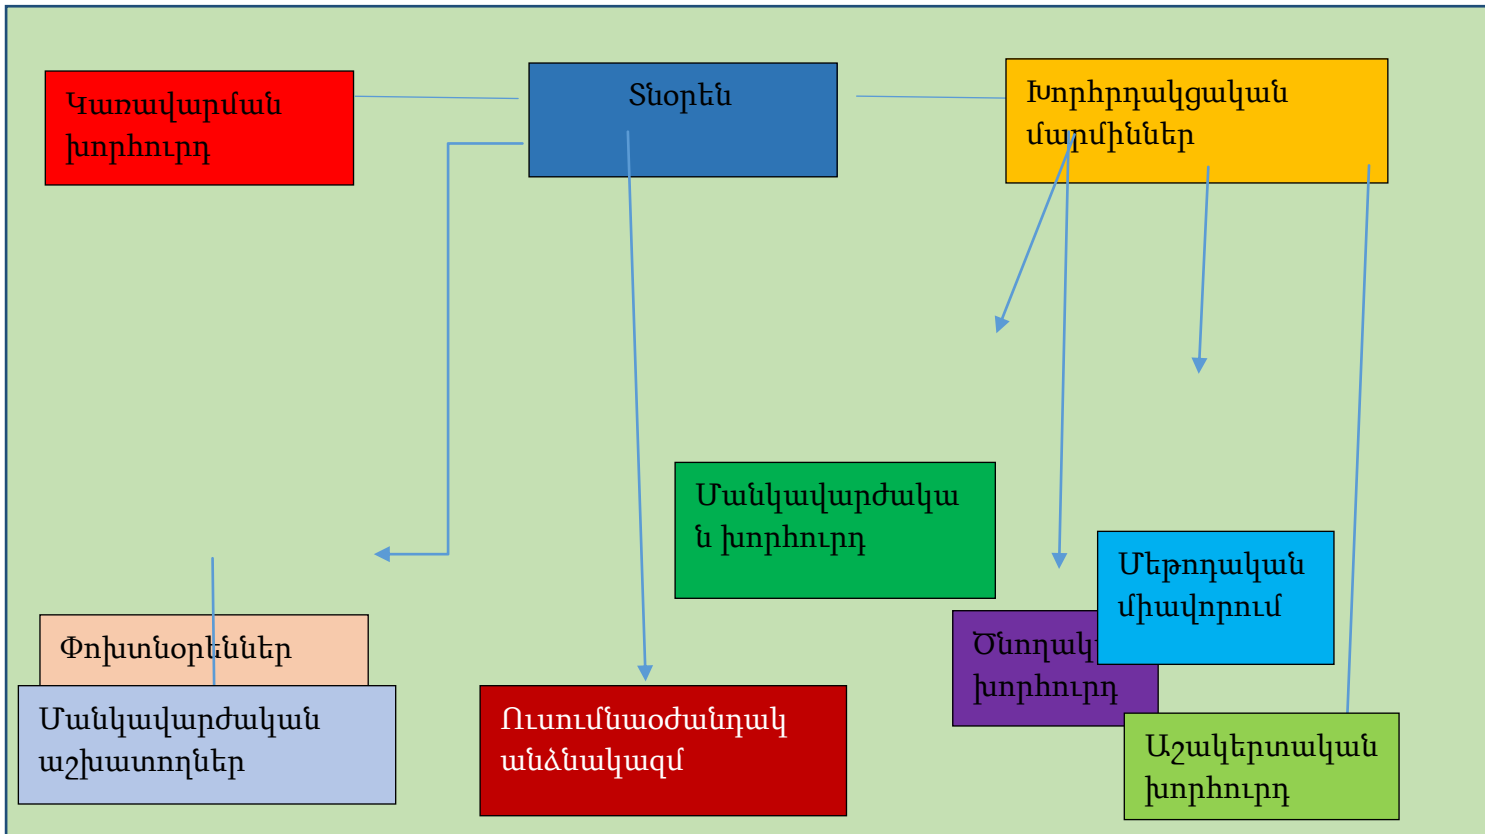 Կառավարման
խորհուրդ
Տնօրեն
Խորհրդակցական
մարմիններ
Մանկավարժակա
ն խորհուրդ
Մեթոդական
միավորում
Փոխտնօրեններ
Մանկավարժական
աշխատողներ
Ուսումնաօժանդակ
անձնակազմ
խորհուրդ
Աշակերտական
խորհուրդ